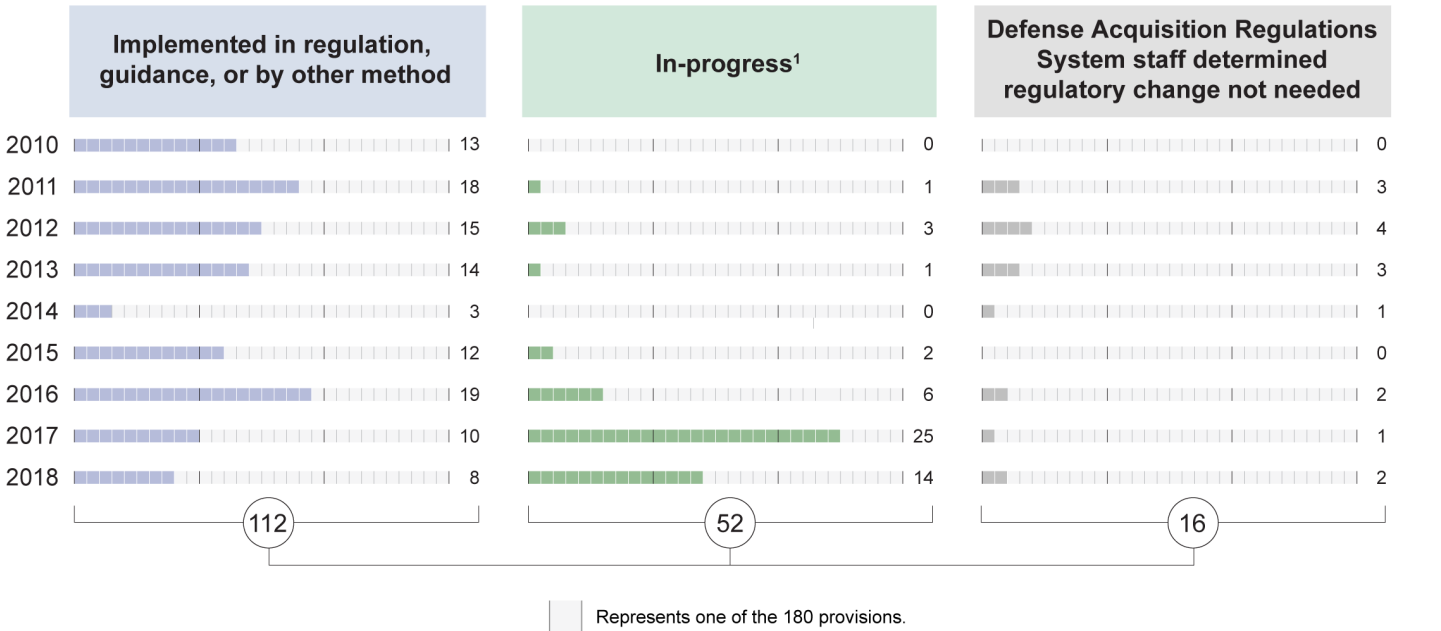 Implemented in regulation,
guidance, or by other method
In-progress¹
Defense Acquisition Regulations
System staff determined
regulatory change not needed
2010 13 0 0
2011 18 1 3
2012 15 3 4
2013 14 1 3
2014 3 0 1
2015 12 2 0
2016 19 6 2
2017 10 25 1
2018 8 14 2
112 52 16
Represents one of the 180 provisions.